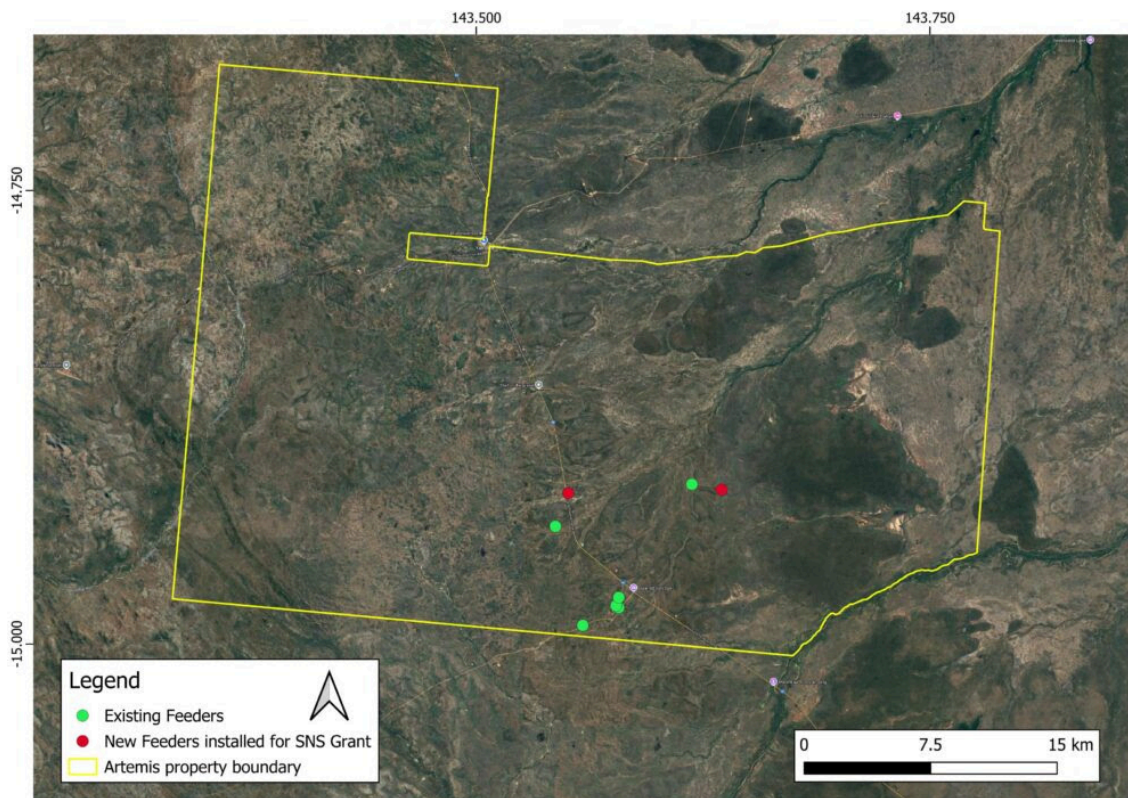 143.500
143.750
-14.750
-15.000
Legend
Existing Feeders
New Feeders installed for SNS Grant
Artemis property boundary
0
7.5
15 km